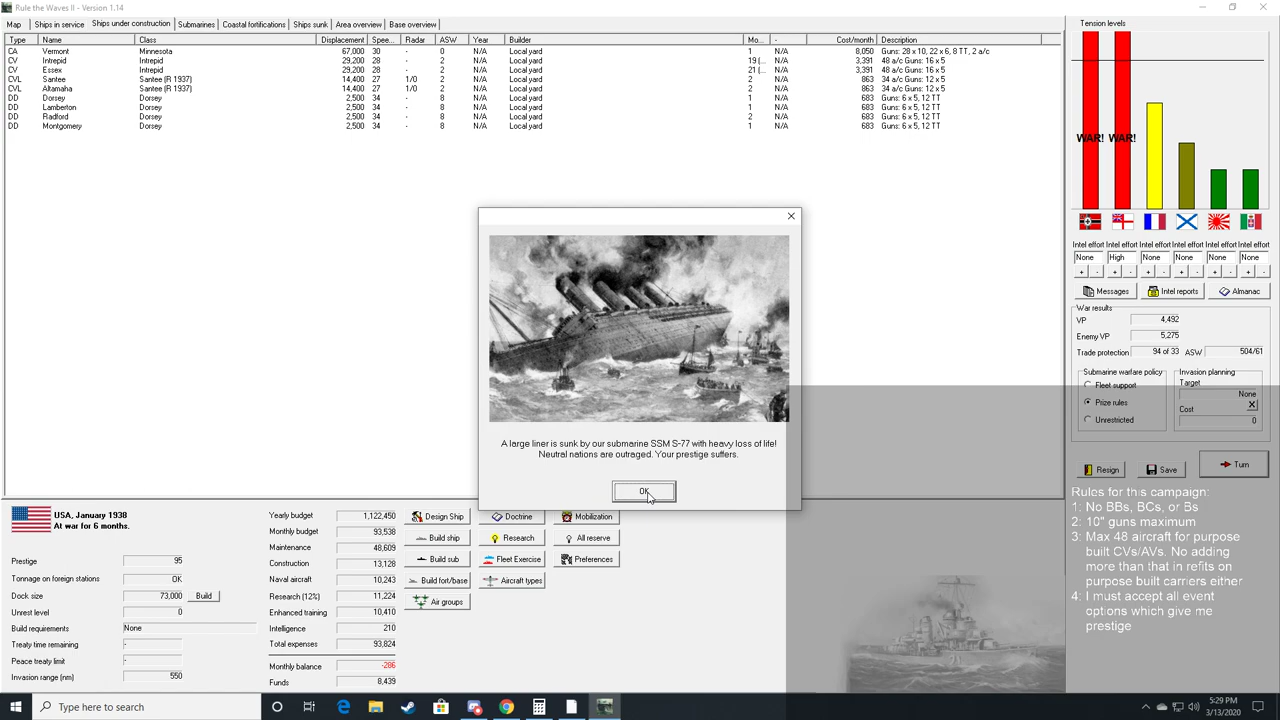 Rule the Waves II - Version 1.14
Map Ships in service Ships under construction Submarines Coastal fortifications Ships sunk Area overview Base overview
Type Name Class Displacement Spee... Radar ASW Year Builder Mo... - Cost/month Description
CA Vermont Minnesota 67,000 30 - 0 N/A Local yard 1 N/A 8,050 Guns: 28 x 10, 22 x 6, 8 TT, 2 a/c
CV Intrepid Intrepid 29,200 28 - 2 N/A Local yard 19 (... N/A 3,391 48 a/c Guns: 16 x 5
CV Essex Intrepid 29,200 28 - 2 N/A Local yard 21 (... N/A 3,391 48 a/c Guns: 16 x 5
CVL Santee Santee (R 1937) 14,400 27 1/0 2 N/A Local yard 2 N/A 863 34 a/c Guns: 12 x 5
CVL Altamaha Santee (R 1937) 14,400 27 1/0 2 N/A Local yard 2 N/A 863 34 a/c Guns: 12 x 5
DD Dorsey Dorsey 2,500 34 - 8 N/A Local yard 1 N/A 683 Guns: 6 x 5, 12 TT
DD Lamberton Dorsey 2,500 34 - 8 N/A Local yard 1 N/A 683 Guns: 6 x 5, 12 TT
DD Radford Dorsey 2,500 34 - 8 N/A Local yard 2 N/A 683 Guns: 6 x 5, 12 TT
DD Montgomery Dorsey 2,500 34 - 8 N/A Local yard 1 N/A 683 Guns: 6 x 5, 12 TT
A large liner is sunk by our submarine SSM S-77 with heavy loss of life!
Neutral nations are outraged. Your prestige suffers.
OK
Tension levels
WAR! WAR!
Intel effort Intel effort Intel effort Intel effort Intel effort Intel effort
None High None None None None
+ - + - + - + - + - + -
Messages Intel reports Almanac
War results
VP 4,492
Enemy VP 5,275
Trade protection 94 of 33 ASW 504/61
Submarine warfare policy
Fleet support
Prize rules
Unrestricted
Invasion planning
Target
None
Cost X
0
Resign Save Turn
Rules for this campaign:
1: No BBs, BCs, or Bs
2: 10" guns maximum
3: Max 48 aircraft for purpose
built CVs/AVs. No adding
more than that in refits on
purpose built carriers either
4: I must accept all event
options which give me
prestige
USA, January 1938
At war for 6 months.
Prestige 95
Tonnage on foreign stations OK
Dock size 73,000 Build
Unrest level 0
Build requirements None
Treaty time remaining -
Peace treaty limit -
Invasion range (nm) 550
Yearly budget 1,122,450
Monthly budget 93,538
Maintenance 48,609
Construction 13,128
Naval aircraft 10,243
Research (12%) 11,224
Enhanced training 10,410
Intelligence 210
Total expenses 93,824
Monthly balance -286
Funds 8,439
Design Ship Doctrine Mobilization
Build ship Research All reserve
Build sub Fleet Exercise Preferences
Build fort/base Aircraft types
Air groups
Type here to search
5:29 PM
3/13/2020